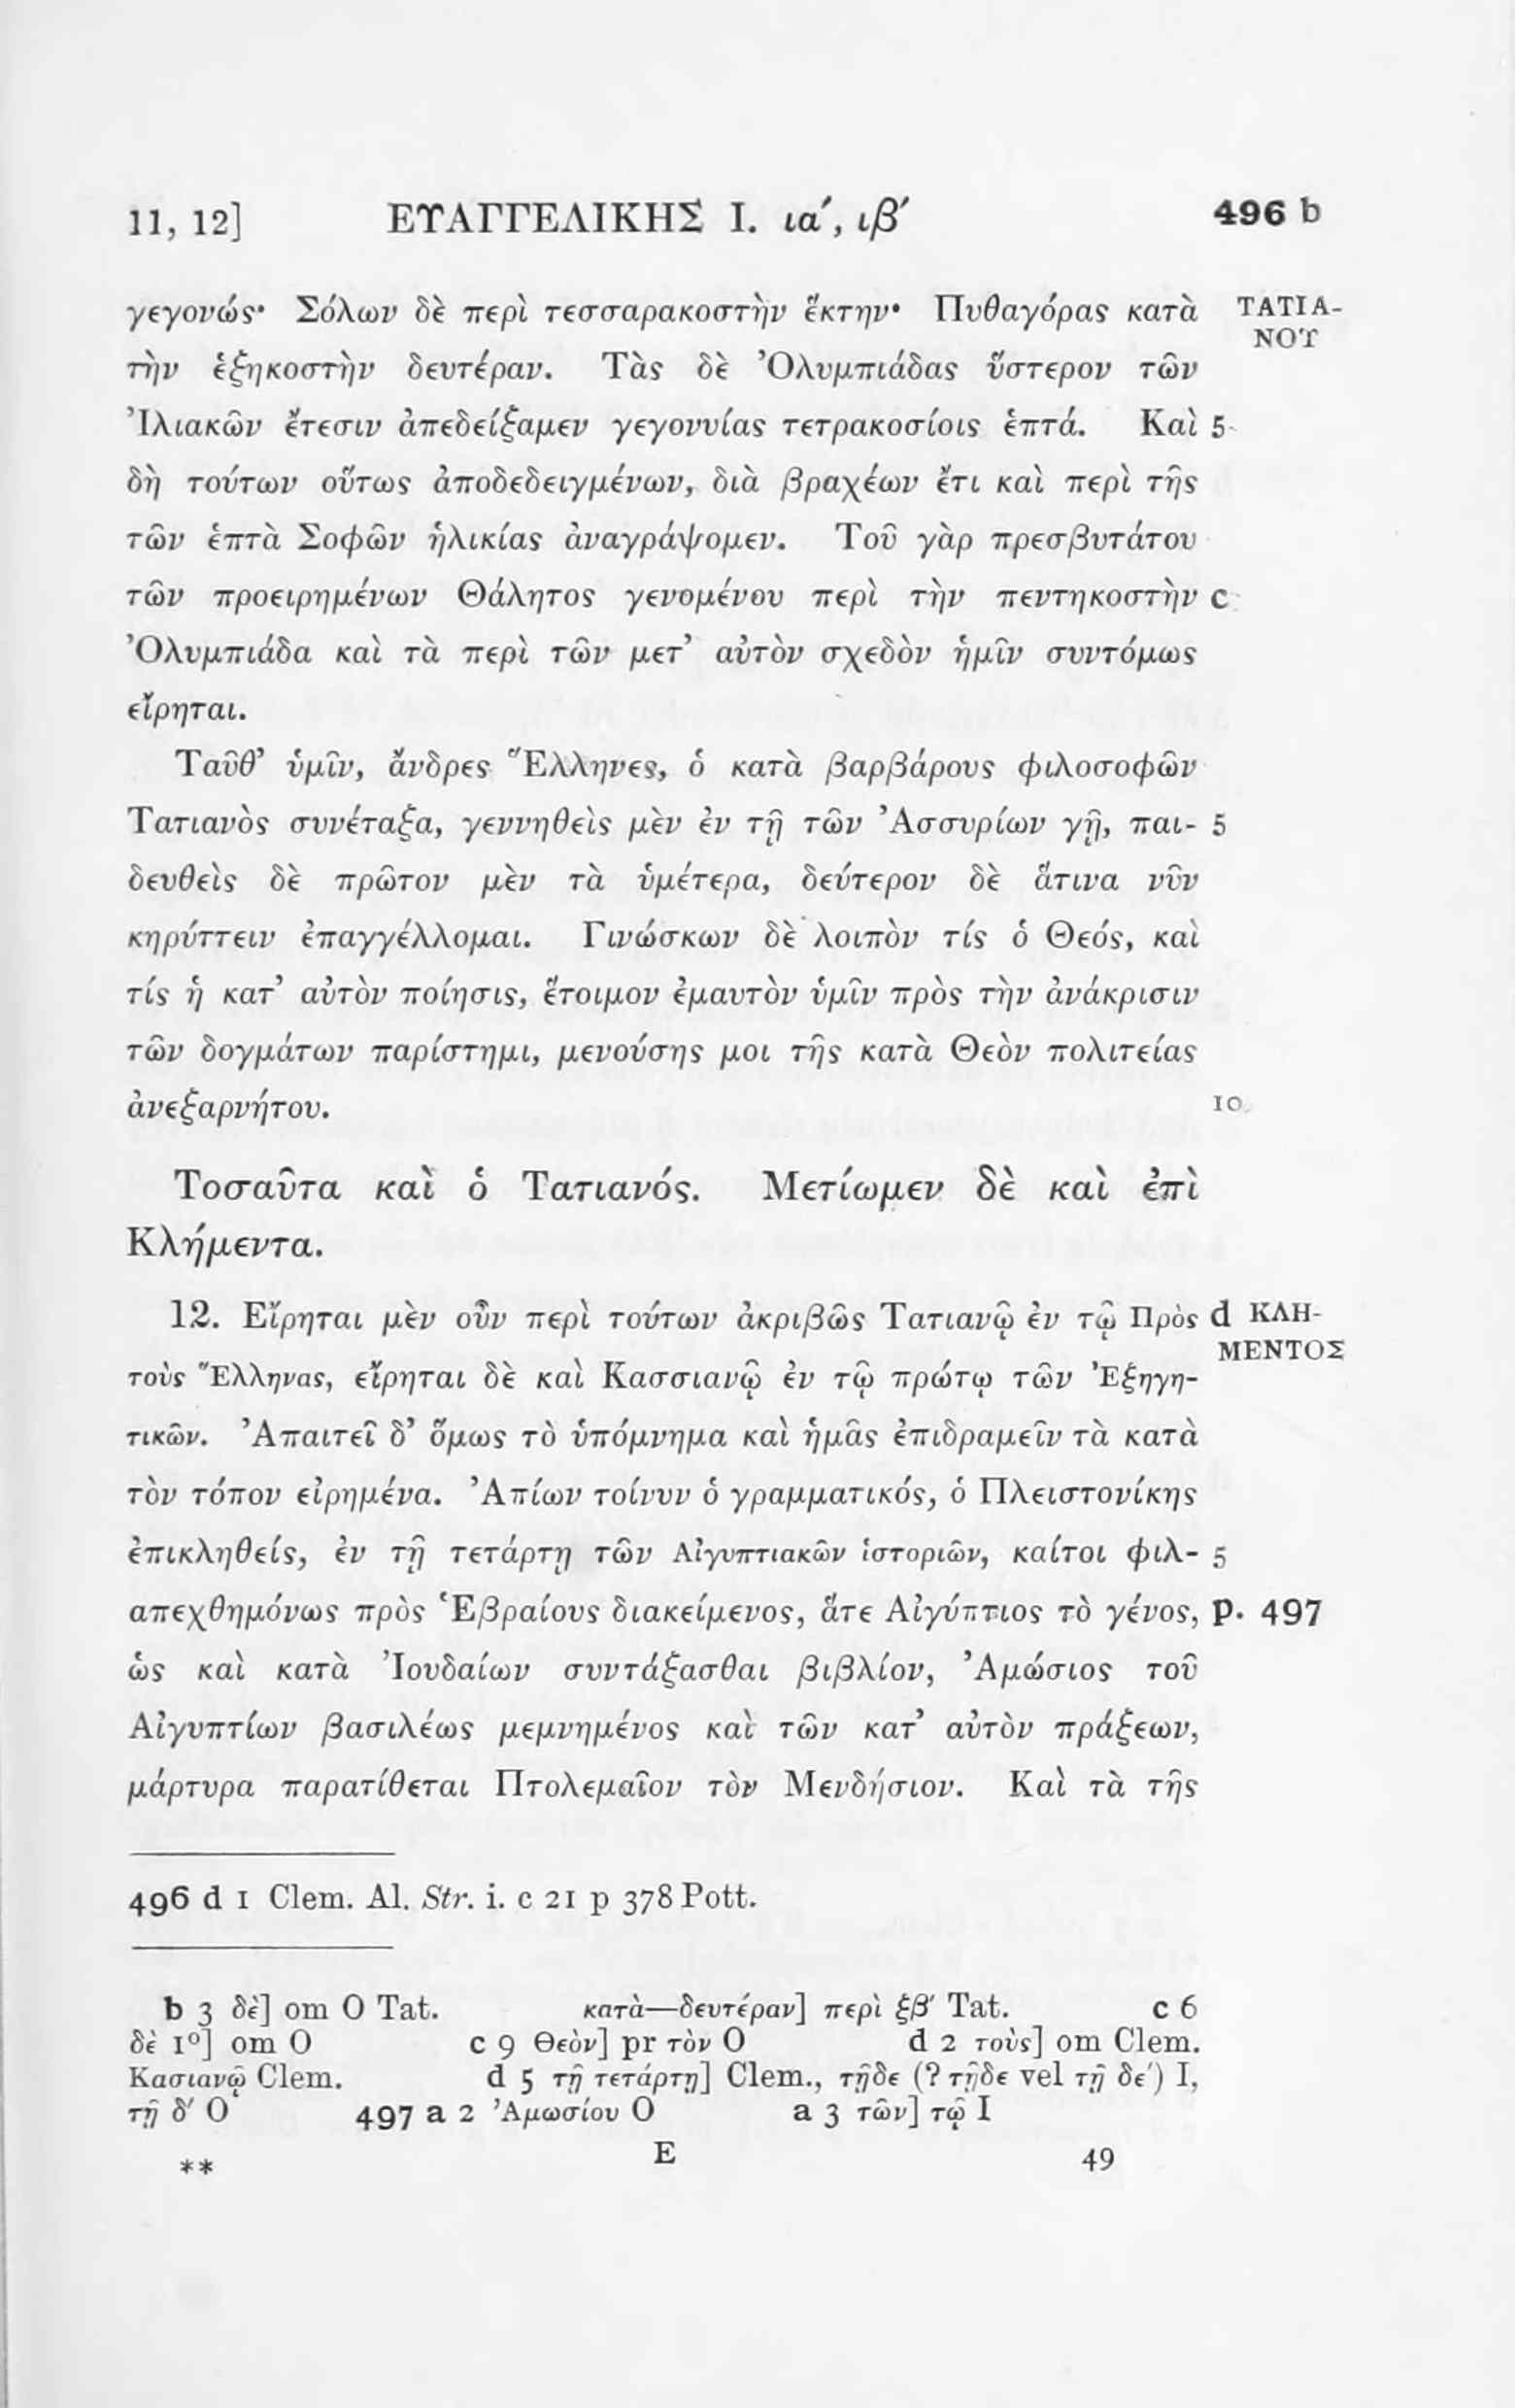 11, 12] ΕΥΑΓΓΕΛΙΚΗΣ Ι. ια΄, ιβ΄ 496 b
γεγονώς· Σόλων δὲ περὶ τεσσαρακοστὴν ἕκτην· Πυθαγόρας κατὰ ΤΑΤΙΑ-
ΝΟΥ
τὴν ἑξηκοστὴν δευτέραν. Τὰς δὲ Ὀλυμπιάδας ὕστερον τῶν
Ἰλιακῶν ἔτεσιν ἀπεδείξαμεν γεγονυίας τετρακοσίοις ἑπτά. Καὶ 5
δὴ τούτων οὕτως ἀποδεδειγμένων, διὰ βραχέων ἔτι καὶ περὶ τῆς
τῶν ἑπτὰ Σοφῶν ἡλικίας ἀναγράψομεν. Τοῦ γὰρ πρεσβυτάτου
τῶν προειρημένων Θάλητος γενομένου περὶ τὴν πεντηκοστὴν c
Ὀλυμπιάδα καὶ τὰ περὶ τῶν μετ’ αὐτὸν σχεδὸν ἡμῖν συντόμως
εἴρηται.
Ταῦθ’ ὑμῖν, ἄνδρες Ἕλληνες, ὁ κατὰ βαρβάρους φιλοσοφῶν
Τατιανὸς συνέταξα, γεννηθεὶς μὲν ἐν τῇ τῶν Ἀσσυρίων γῇ, παι- 5
δευθεὶς δὲ πρῶτον μὲν τὰ ὑμέτερα, δεύτερον δὲ ἅτινα νῦν
κηρύττειν ἐπαγγέλλομαι. Γινώσκων δὲ λοιπὸν τίς ὁ Θεός, καὶ
τίς ἡ κατ’ αὐτὸν ποίησις, ἕτοιμον ἐμαυτὸν ὑμῖν πρὸς τὴν ἀνάκρισιν
τῶν δογμάτων παρίστημι, μενούσης μοι τῆς κατὰ Θεὸν πολιτείας
ἀνεξαρνήτου. 10
Τοσαῦτα καὶ ὁ Τατιανός. Μετίωμεν δὲ καὶ ἐπὶ
Κλήμεντα.
12. Εἴρηται μὲν οὖν περὶ τούτων ἀκριβῶς Τατιανῷ ἐν τῷ Πρὸς d ΚΛΗ-
ΜΕΝΤΟΣ
τοὺς Ἕλληνας, εἴρηται δὲ καὶ Κασσιανῷ ἐν τῷ πρώτῳ τῶν Ἐξηγη-
τικῶν. Ἀπαιτεῖ δ’ ὅμως τὸ ὑπόμνημα καὶ ἡμᾶς ἐπιδραμεῖν τὰ κατὰ
τὸν τόπον εἰρημένα. Ἀπίων τοίνυν ὁ γραμματικός, ὁ Πλειστονίκης
ἐπικληθείς, ἐν τῇ τετάρτῃ τῶν Αἰγυπτιακῶν ἱστοριῶν, καίτοι φιλ- 5
απεχθημόνως πρὸς Ἑβραίους διακείμενος, ἅτε Αἰγύπτιος τὸ γένος, p. 497
ὡς καὶ κατὰ Ἰουδαίων συντάξασθαι βιβλίον, Ἀμώσιος τοῦ
Αἰγυπτίων βασιλέως μεμνημένος καὶ τῶν κατ’ αὐτὸν πράξεων,
μάρτυρα παρατίθεται Πτολεμαῖον τὸν Μενδήσιον. Καὶ τὰ τῆς
496 d 1 Clem. Al. Str. i. c 21 p 378 Pott.
b 3 δὲ] om O Tat. κατὰ—δευτέραν] περὶ ξβ΄ Tat. c 6
δὲ 1º] om O c 9 Θεὸν] pr τὸν O d 2 τοὺς] om Clem.
Κασιανῷ Clem. d 5 τῇ τετάρτῃ] Clem., τῇδε (? τῇδε vel τῇ δε΄) I,
τῇ δ΄ O 497 a 2 Ἀμωσίου O a 3 τῶν] τῷ I
** E 49